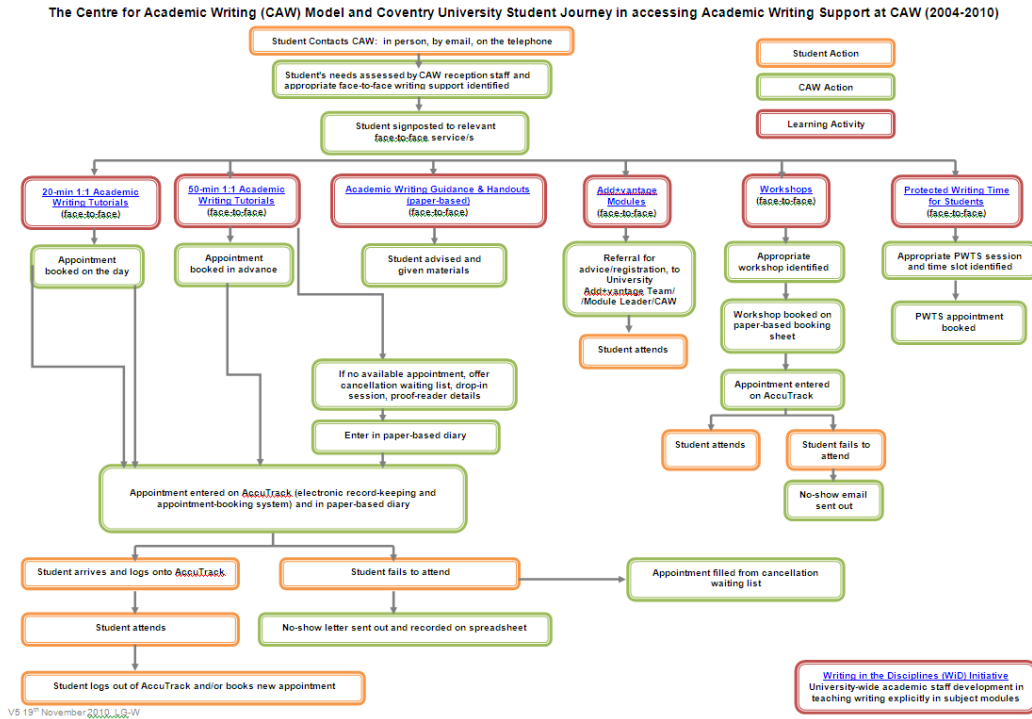 The Centre for Academic Writing (CAW) Model and Coventry University Student Journey in accessing Academic Writing Support at CAW (2004-2010)
Student Contacts CAW: in person, by email, on the telephone
Student's needs assessed by CAW reception staff and
appropriate face-to-face writing support identified
Student signposted to relevant
face-to-face service/s
Student Action
CAW Action
Learning Activity
20-min 1:1 Academic
Writing Tutorials
(face-to-face)
50-min 1:1 Academic
Writing Tutorials
(face-to-face)
Academic Writing Guidance & Handouts
(paper-based)
(face-to-face)
Add+vantage
Modules
(face-to-face)
Workshops
(face-to-face)
Protected Writing Time
for Students
(face-to-face)
Appointment
booked on the day
Appointment
booked in advance
Student advised and
given materials
Referral for
advice/registration, to
University
Add+vantage Team/
/Module Leader/CAW
Appropriate
workshop identified
Appropriate PWTS session
and time slot identified
Student attends
Workshop booked on
paper-based booking
sheet
PWTS appointment
booked
If no available appointment, offer
cancellation waiting list, drop-in
session, proof-reader details
Appointment entered
on AccuTrack
Enter in paper-based diary
Student attends
Student fails to
attend
No-show email
sent out
Appointment entered on AccuTrack (electronic record-keeping and
appointment-booking system) and in paper-based diary
Student arrives and logs onto AccuTrack
Student fails to attend
Appointment filled from cancellation
waiting list
Student attends
No-show letter sent out and recorded on spreadsheet
Student logs out of AccuTrack and/or books new appointment
Writing in the Disciplines (WiD) Initiative
University-wide academic staff development in
teaching writing explicitly in subject modules
V5 19th November 2010 LG-W